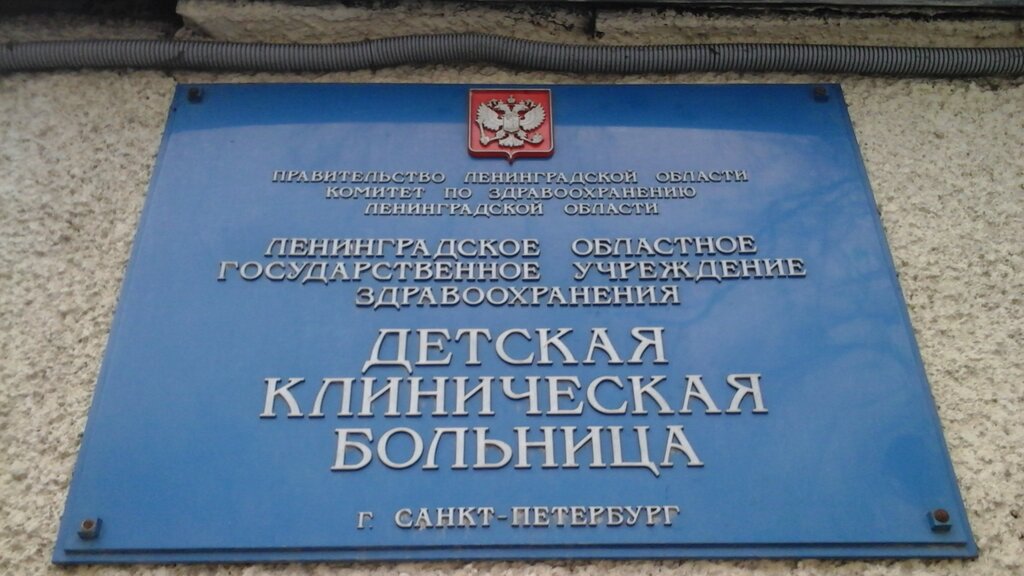 ПРАВИТЕЛЬСТВО ЛЕНИНГРАДСКОЙ ОБЛАСТИ
КОМИТЕТ ПО ЗДРАВООХРАНЕНИЮ
ЛЕНИНГРАДСКОЙ ОБЛАСТИ
ЛЕНИНГРАДСКОЕ ОБЛАСТНОЕ
ГОСУДАРСТВЕННОЕ УЧРЕЖДЕНИЕ
ЗДРАВООХРАНЕНИЯ
ДЕТСКАЯ
КЛИНИЧЕСКАЯ
БОЛЬНИЦА
Г. САНКТ-ПЕТЕРБУРГ